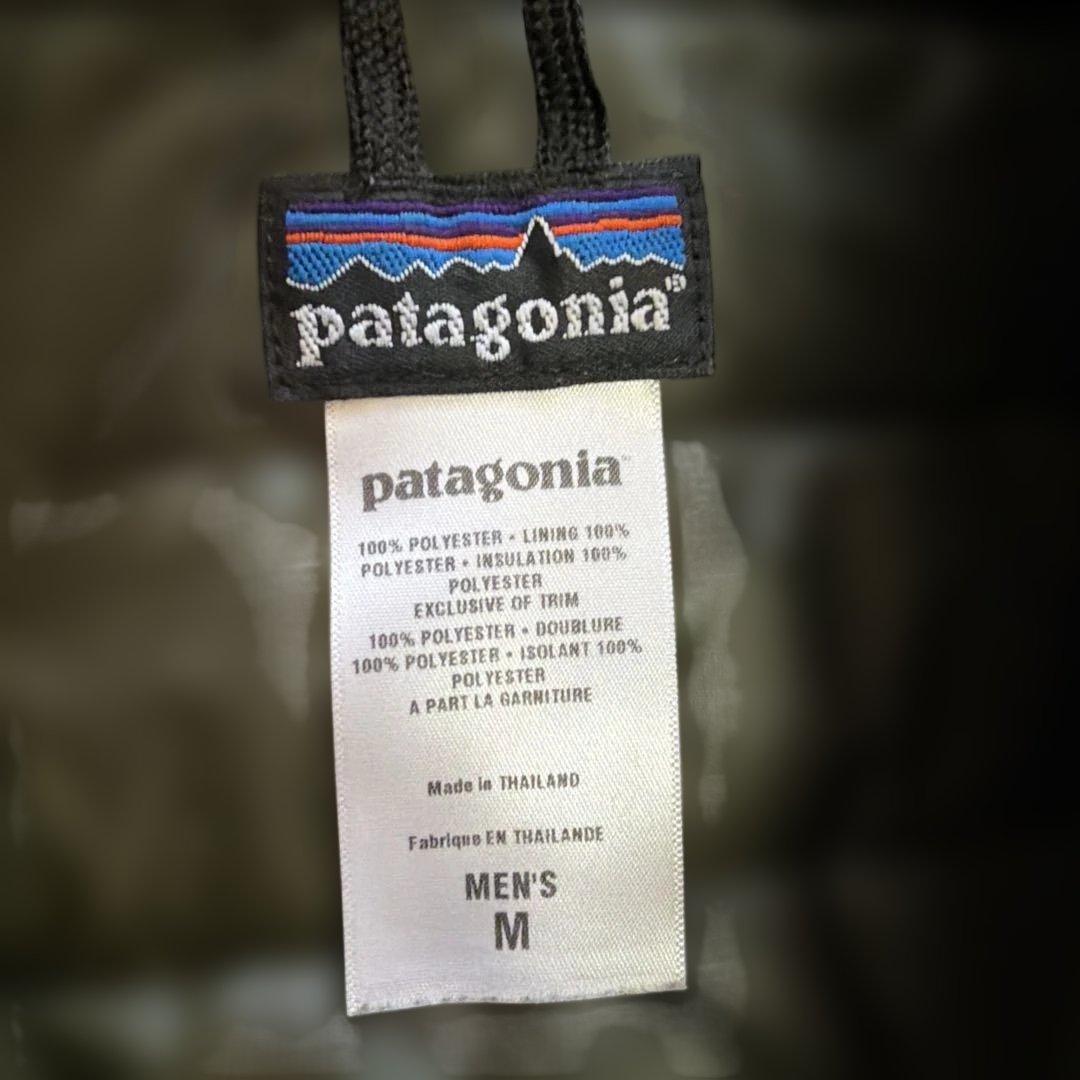 patagonia®
patagonia™
100% POLYESTER • LINING 100%
POLYESTER • INSULATION 100%
POLYESTER
EXCLUSIVE OF TRIM
100% POLYESTER • DOUBLURE
100% POLYESTER • ISOLANT 100%
POLYESTER
A PART LA GARNITURE
Made in THAILAND
Fabrique EN THAILANDE
MEN'S
M